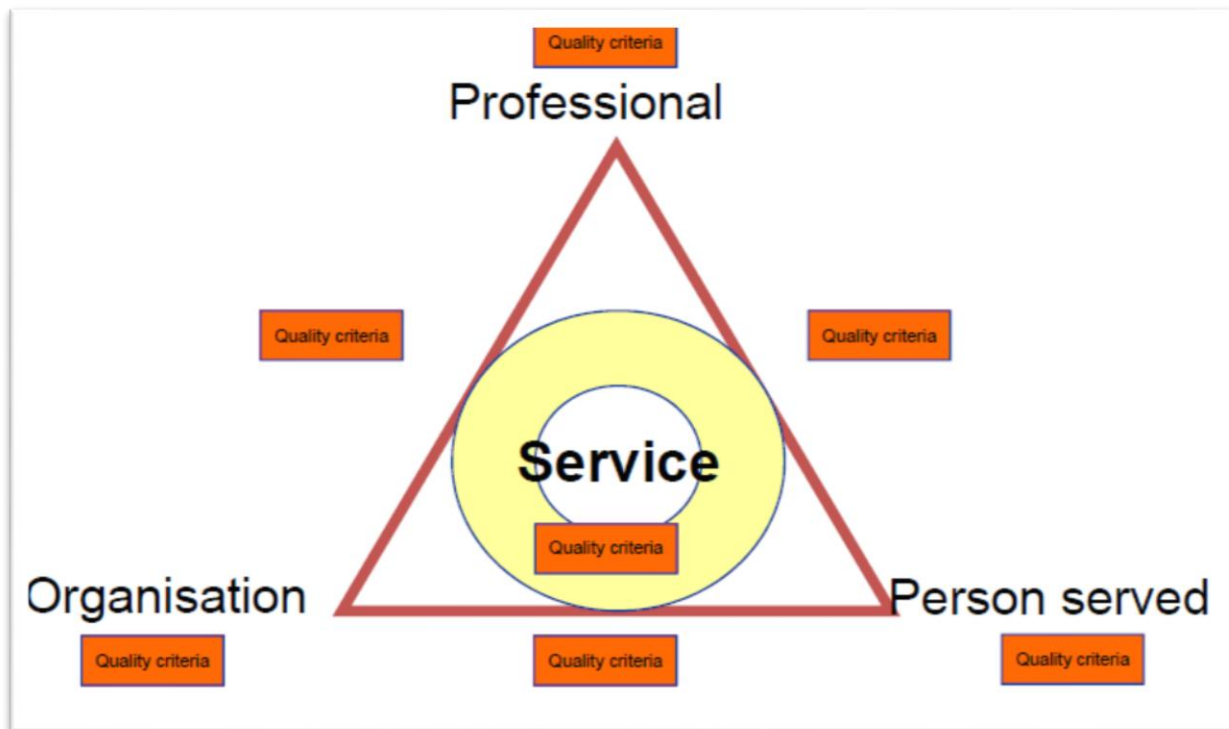 Quality criteria
Professional
Quality criteria
Quality criteria
Service
Quality criteria
Organisation
Person served
Quality criteria
Quality criteria
Quality criteria